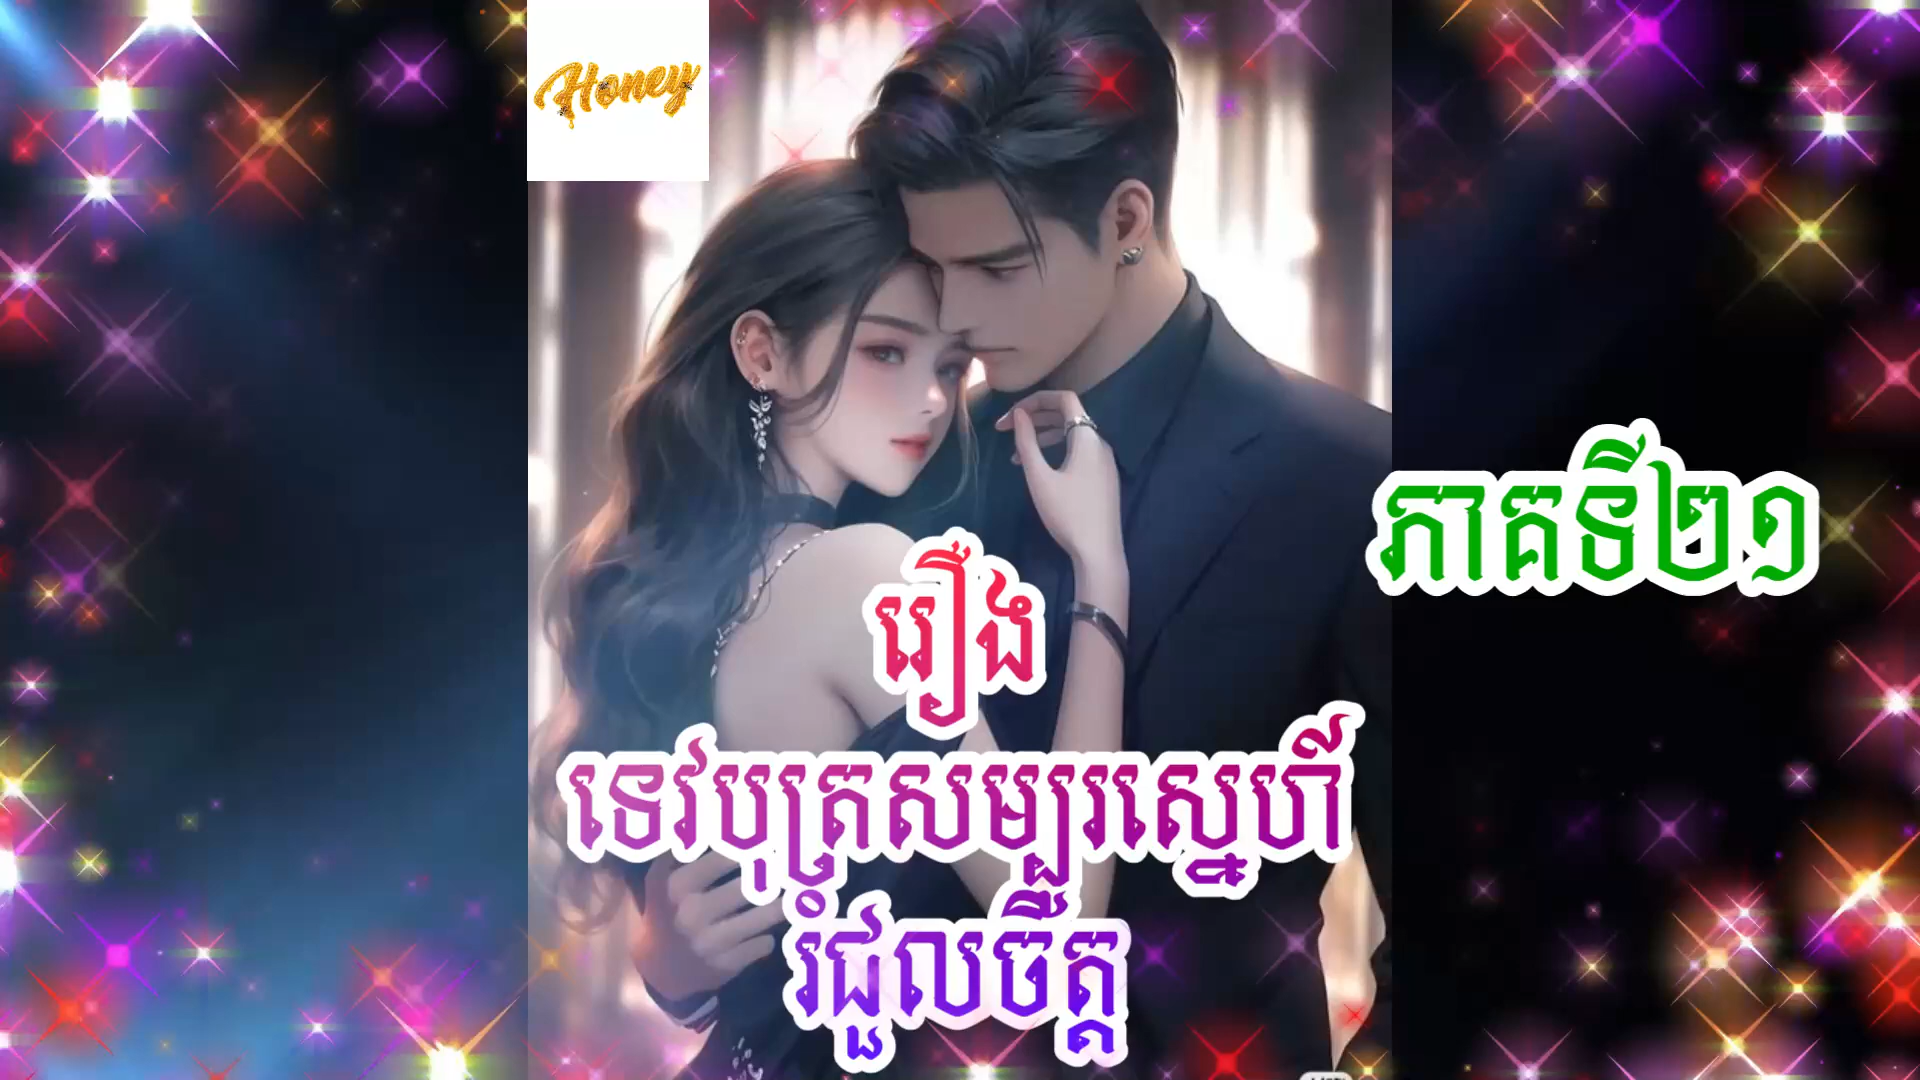 Honey
ភាគទី២១
រឿង
ទេវបុត្រសម្បូរស្នេហ៍
រំជួលចិត្ត